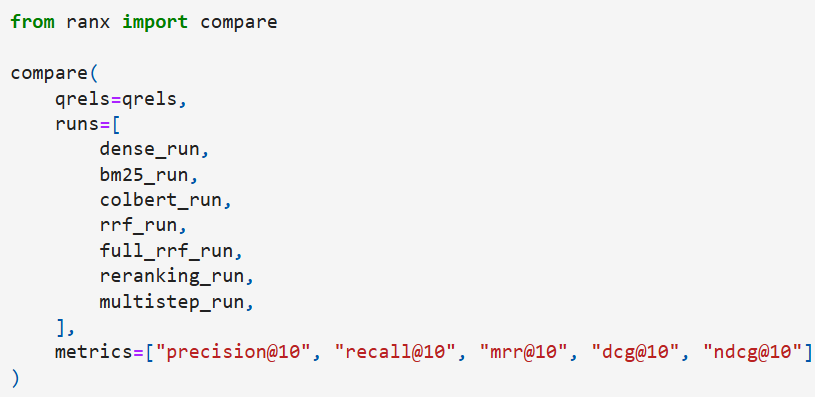 from ranx import compare

compare(
    qrels=qrels,
    runs=[
        dense_run,
        bm25_run,
        colbert_run,
        rrf_run,
        full_rrf_run,
        reranking_run,
        multistep_run,
    ],
    metrics=["precision@10", "recall@10", "mrr@10", "dcg@10", "ndcg@10"]
)